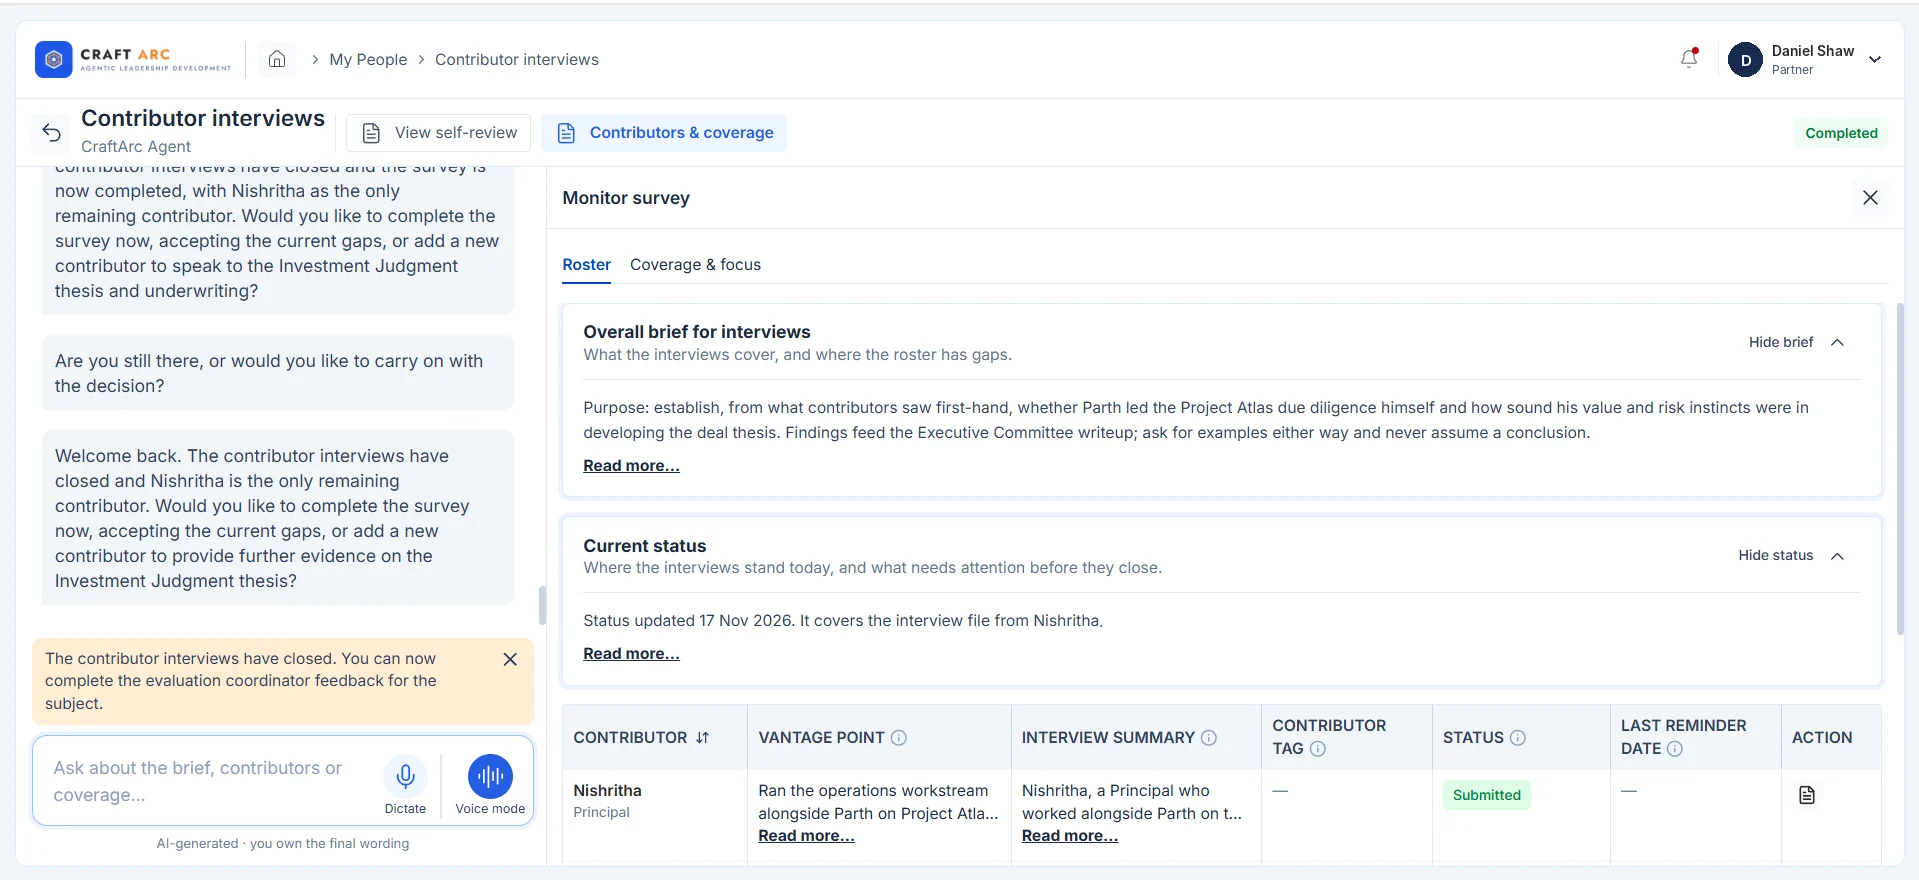 CRAFT ARC
AGENTIC LEADERSHIP DEVELOPMENT
My People
Contributor interviews
D
Daniel Shaw
Partner
Contributor interviews
CraftArc Agent
View self-review
Contributors & coverage
Completed
contributor interviews have closed and the survey is
now completed, with Nishritha as the only
remaining contributor. Would you like to complete the
survey now, accepting the current gaps, or add a new
contributor to speak to the Investment Judgment
thesis and underwriting?
Are you still there, or would you like to carry on with
the decision?
Welcome back. The contributor interviews have
closed and Nishritha is the only remaining
contributor. Would you like to complete the survey
now, accepting the current gaps, or add a new
contributor to provide further evidence on the
Investment Judgment thesis?
The contributor interviews have closed. You can now
complete the evaluation coordinator feedback for the
subject.
Ask about the brief, contributors or
coverage...
Dictate
Voice mode
AI-generated · you own the final wording
Monitor survey
Roster
Coverage & focus
Overall brief for interviews
What the interviews cover, and where the roster has gaps.
Hide brief
Purpose: establish, from what contributors saw first-hand, whether Parth led the Project Atlas due diligence himself and how sound his value and risk instincts were in
developing the deal thesis. Findings feed the Executive Committee writeup; ask for examples either way and never assume a conclusion.
Read more...
Current status
Where the interviews stand today, and what needs attention before they close.
Hide status
Status updated 17 Nov 2026. It covers the interview file from Nishritha.
Read more...
CONTRIBUTOR
VANTAGE POINT
INTERVIEW SUMMARY
CONTRIBUTOR
TAG
STATUS
LAST REMINDER
DATE
ACTION
Nishritha
Principal
Ran the operations workstream
alongside Parth on Project Atla...
Read more...
Nishritha, a Principal who
worked alongside Parth on t...
Read more...
—
Submitted
—